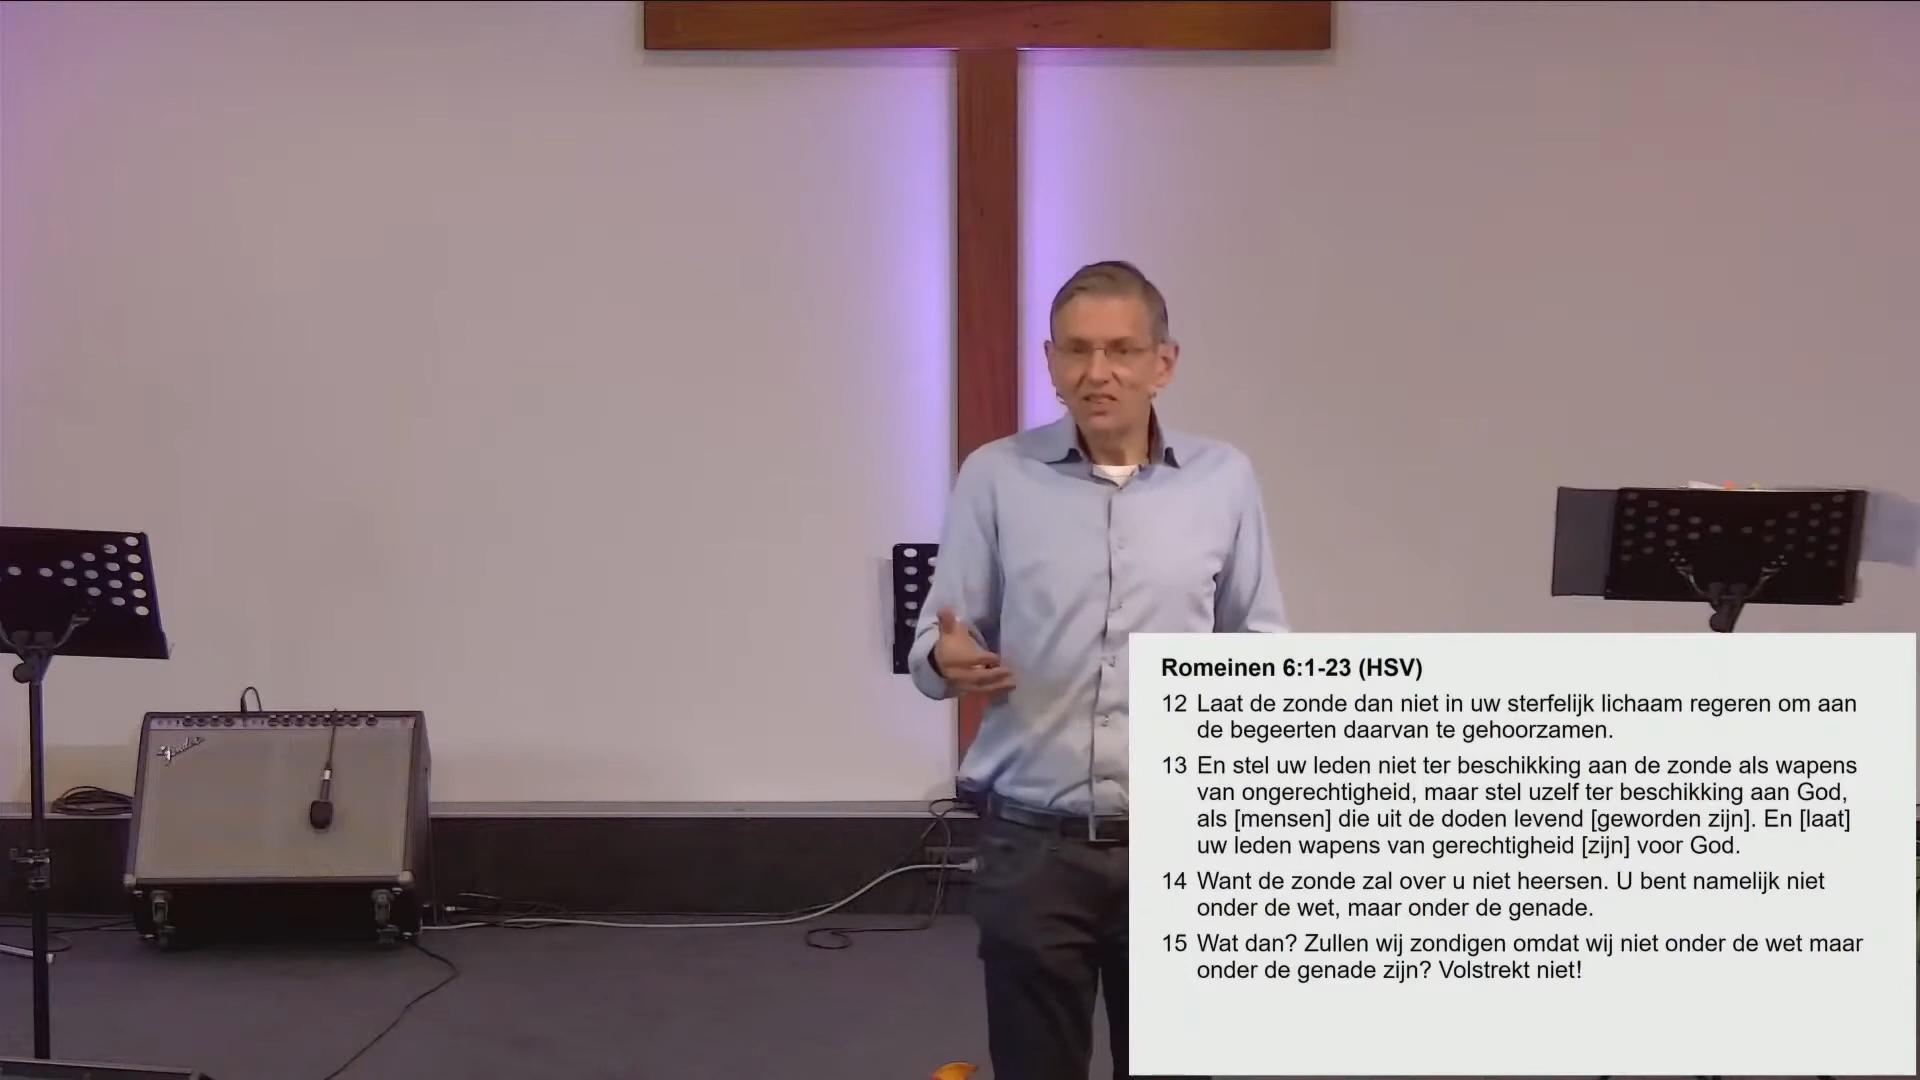 Fender
Romeinen 6:1-23 (HSV)
12 Laat de zonde dan niet in uw sterfelijk lichaam regeren om aan
de begeerten daarvan te gehoorzamen.
13 En stel uw leden niet ter beschikking aan de zonde als wapens
van ongerechtigheid, maar stel uzelf ter beschikking aan God,
als [mensen] die uit de doden levend [geworden zijn]. En [laat]
uw leden wapens van gerechtigheid [zijn] voor God.
14 Want de zonde zal over u niet heersen. U bent namelijk niet
onder de wet, maar onder de genade.
15 Wat dan? Zullen wij zondigen omdat wij niet onder de wet maar
onder de genade zijn? Volstrekt niet!